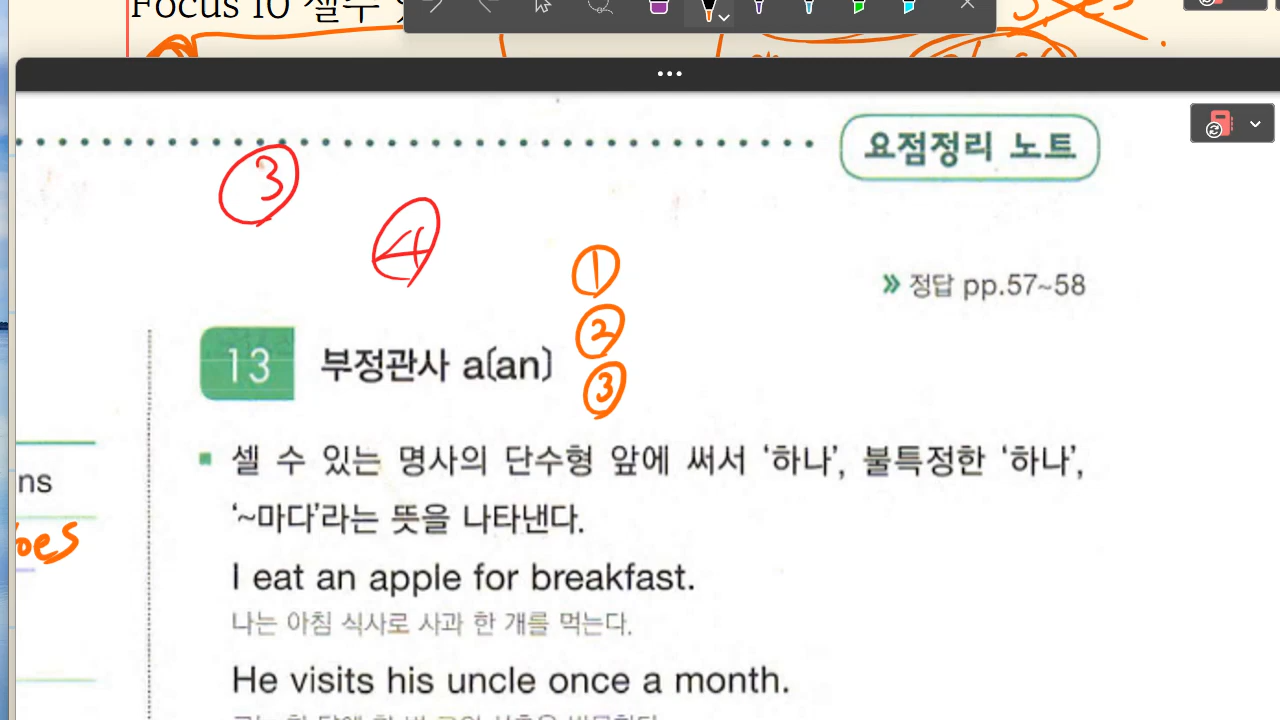 Focus 10 셀수
요점정리 노트
③
④
①
②
③
» 정답 pp.57~58
13 부정관사 a(an)
ns
oes
셀 수 있는 명사의 단수형 앞에 써서 ‘하나’, 불특정한 ‘하나’,
‘~마다’라는 뜻을 나타낸다.
I eat an apple for breakfast.
나는 아침 식사로 사과 한 개를 먹는다.
He visits his uncle once a month.